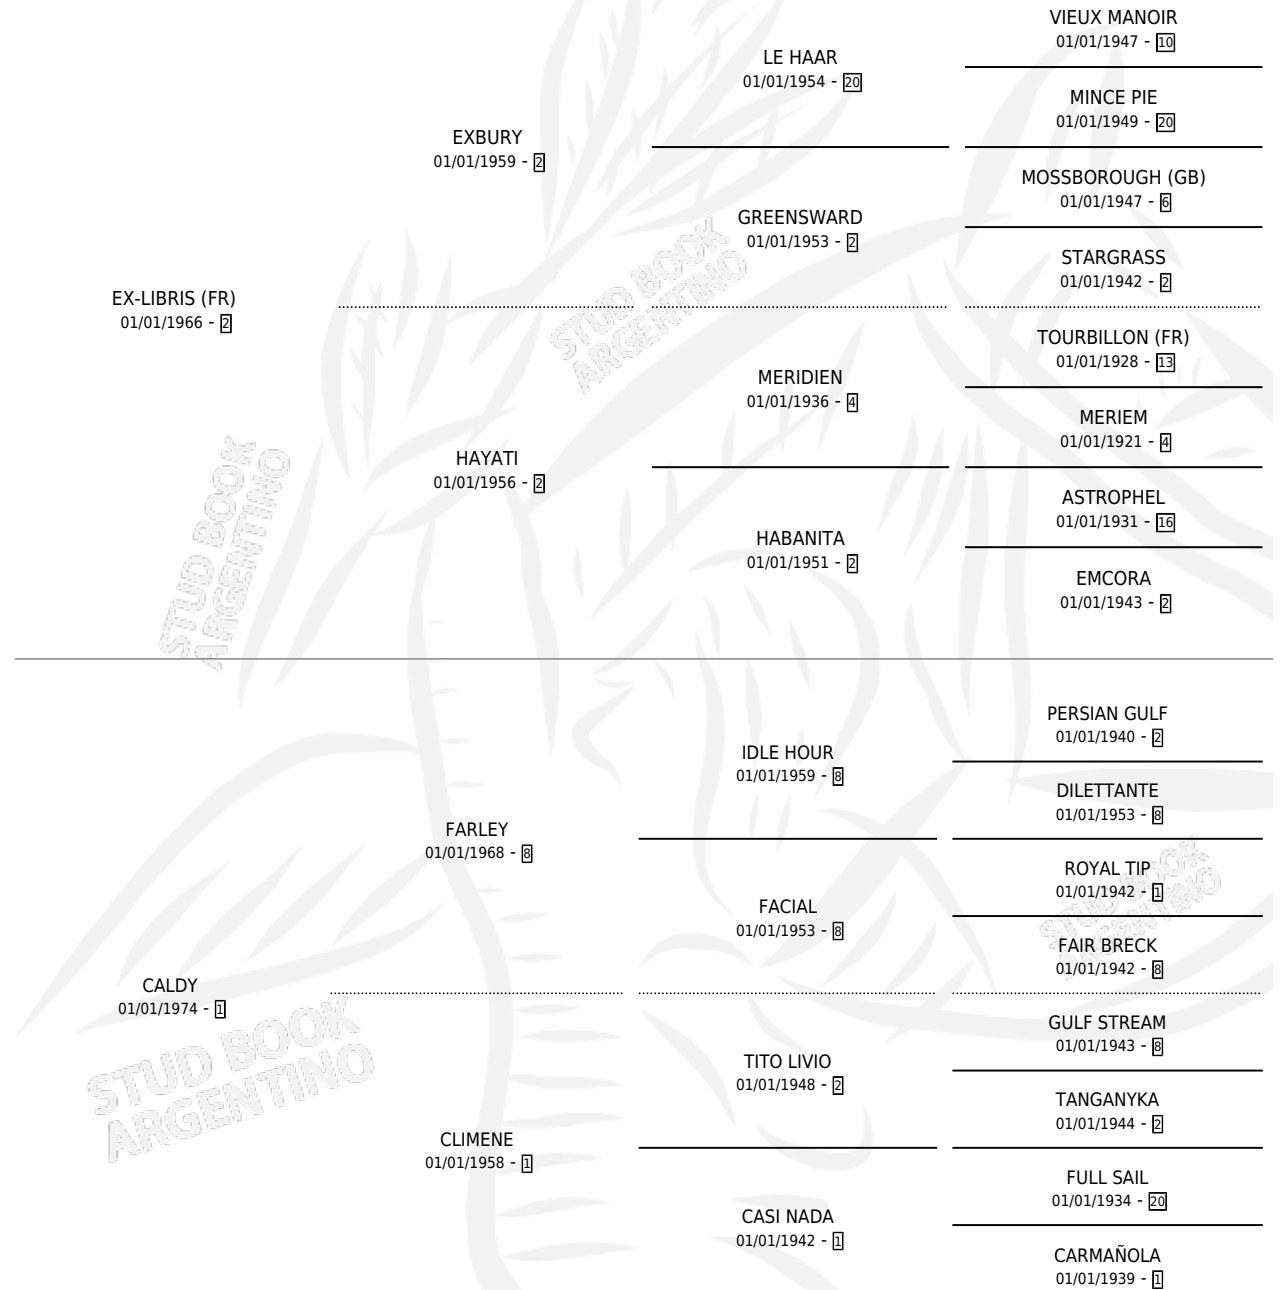 VIEUX MANOIR
01/01/1947 - 10
LE HAAR
01/01/1954 - 20
MINCE PIE
01/01/1949 - 20
EXBURY
01/01/1959 - 2
MOSSBOROUGH (GB)
01/01/1947 - 6
GREENSWARD
01/01/1953 - 2
STARGRASS
01/01/1942 - 2
EX-LIBRIS (FR)
01/01/1966 - 2
TOURBILLON (FR)
01/01/1928 - 13
MERIDIEN
01/01/1936 - 4
MERIEM
01/01/1921 - 4
HAYATI
01/01/1956 - 2
ASTROPHEL
01/01/1931 - 16
HABANITA
01/01/1951 - 2
EMCORA
01/01/1943 - 2
PERSIAN GULF
01/01/1940 - 2
IDLE HOUR
01/01/1959 - 8
DILETTANTE
01/01/1953 - 8
FARLEY
01/01/1968 - 8
ROYAL TIP
01/01/1942 - 1
FACIAL
01/01/1953 - 8
FAIR BRECK
01/01/1942 - 8
CALDY
01/01/1974 - 1
GULF STREAM
01/01/1943 - 8
TITO LIVIO
01/01/1948 - 2
TANGANYKA
01/01/1944 - 2
CLIMENE
01/01/1958 - 1
FULL SAIL
01/01/1934 - 20
CASI NADA
01/01/1942 - 1
CARMAÑOLA
01/01/1939 - 1
STUD BOOK
ARGENTINO
STUD BOOK
ARGENTINO
STUD BOOK
ARGENTINO
STUD BOOK
ARGENTINO